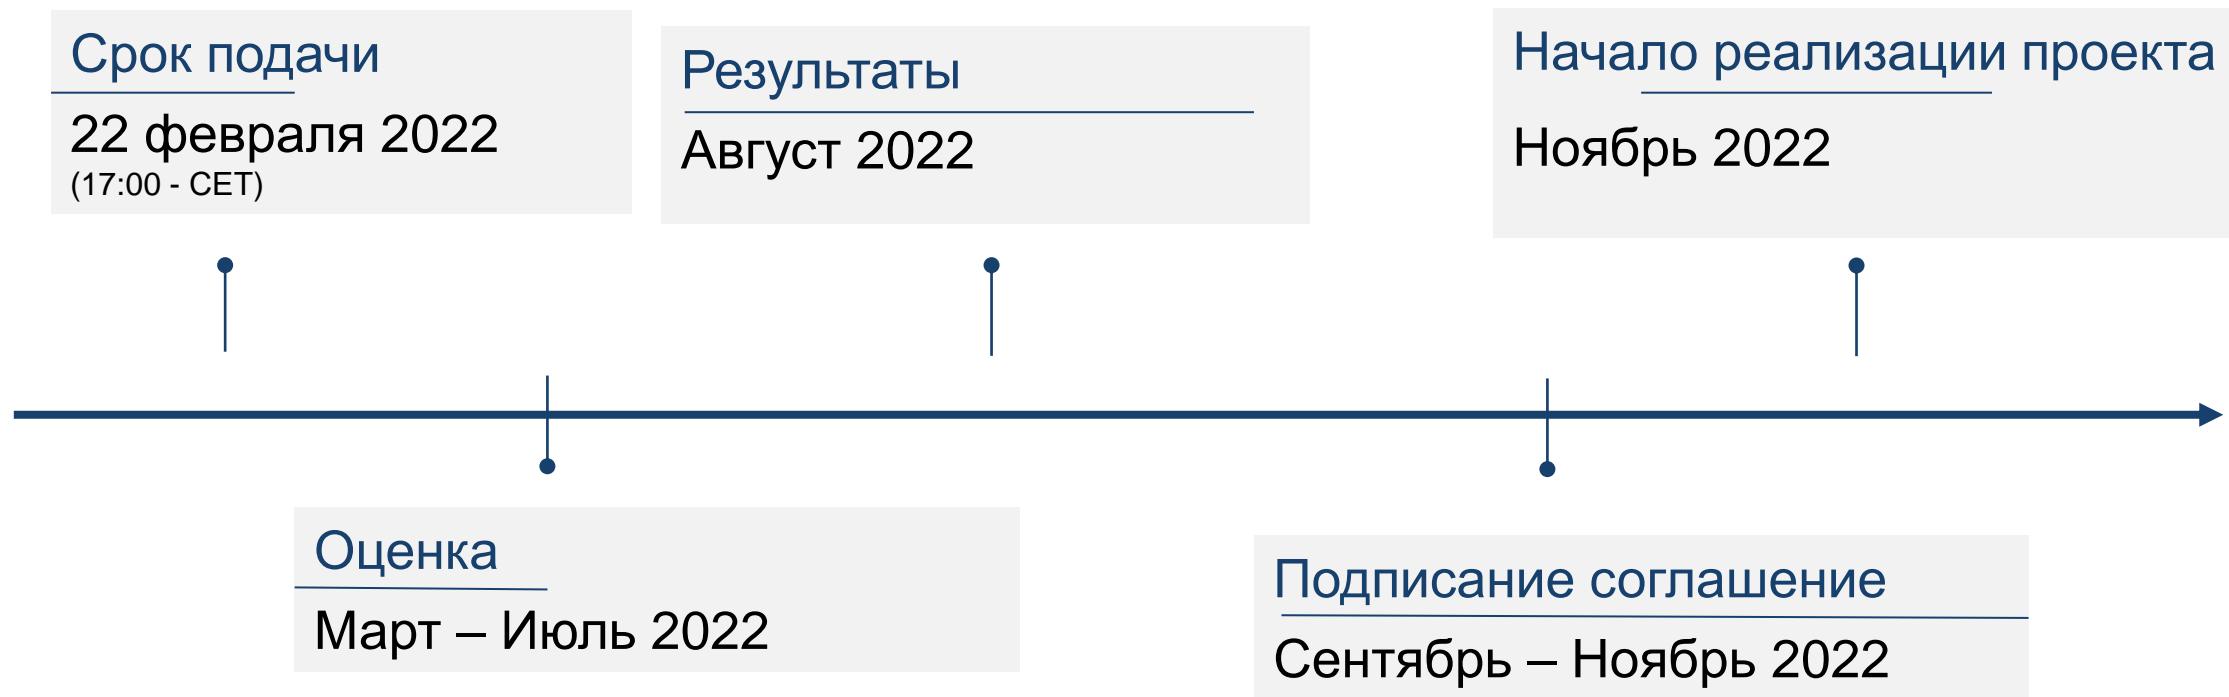 Срок подачи
22 февраля 2022
(17:00 - CET)
Результаты
Август 2022
Начало реализации проекта
Ноябрь 2022
Оценка
Март – Июль 2022
Подписание соглашение
Сентябрь – Ноябрь 2022